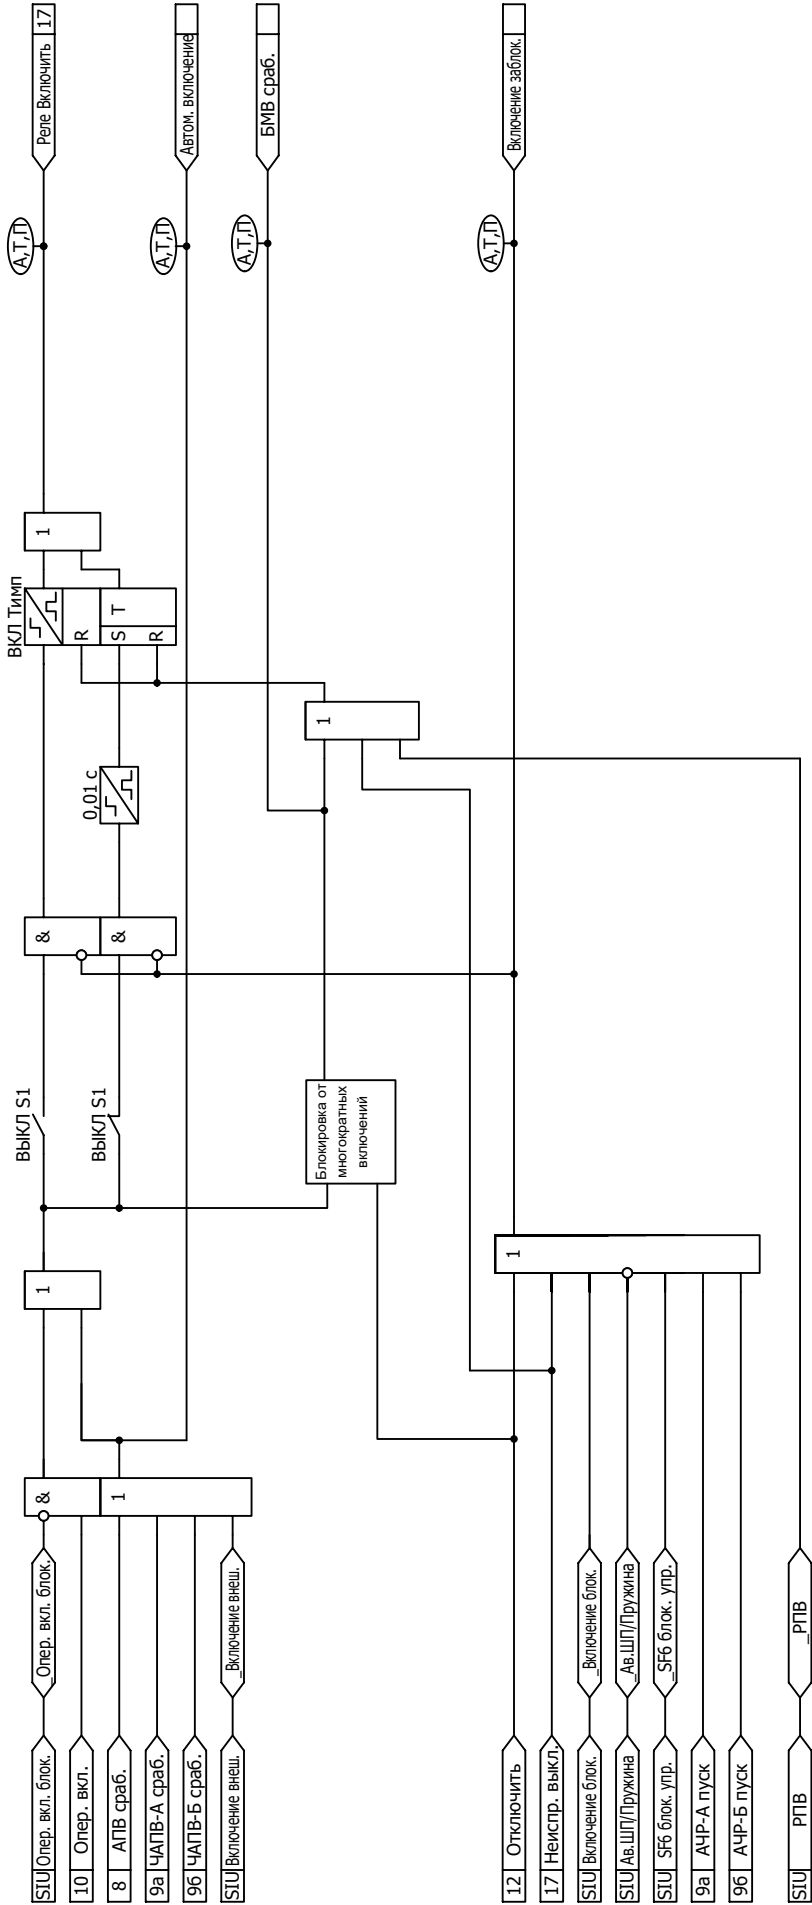 SIU Опер. вкл. блок.
_Опер. вкл. блок.
10 Опер. вкл.
8 АПВ сраб.
9а ЧАПВ-А сраб.
9б ЧАПВ-Б сраб.
SIU Включение внеш.
_Включение внеш.
&
1
1
ВЫКЛ S1
ВЫКЛ S1
&
&
0,01 с
ВКЛ Тимп
R
S
T
R
1
А,Т,П
Реле Включить 17
А,Т,П
Автом. включение
Блокировка от
многократных
включений
1
А,Т,П
БМВ сраб.
12 Отключить
17 Неиспр. выкл.
SIU Включение блок.
_Включение блок.
SIU Ав.ШП/Пружина
_Ав.ШП/Пружина
SIU SF6 блок. упр.
_SF6 блок. упр.
9а АЧР-А пуск
9б АЧР-Б пуск
1
А,Т,П
Включение заблок.
SIU РПВ
_РПВ